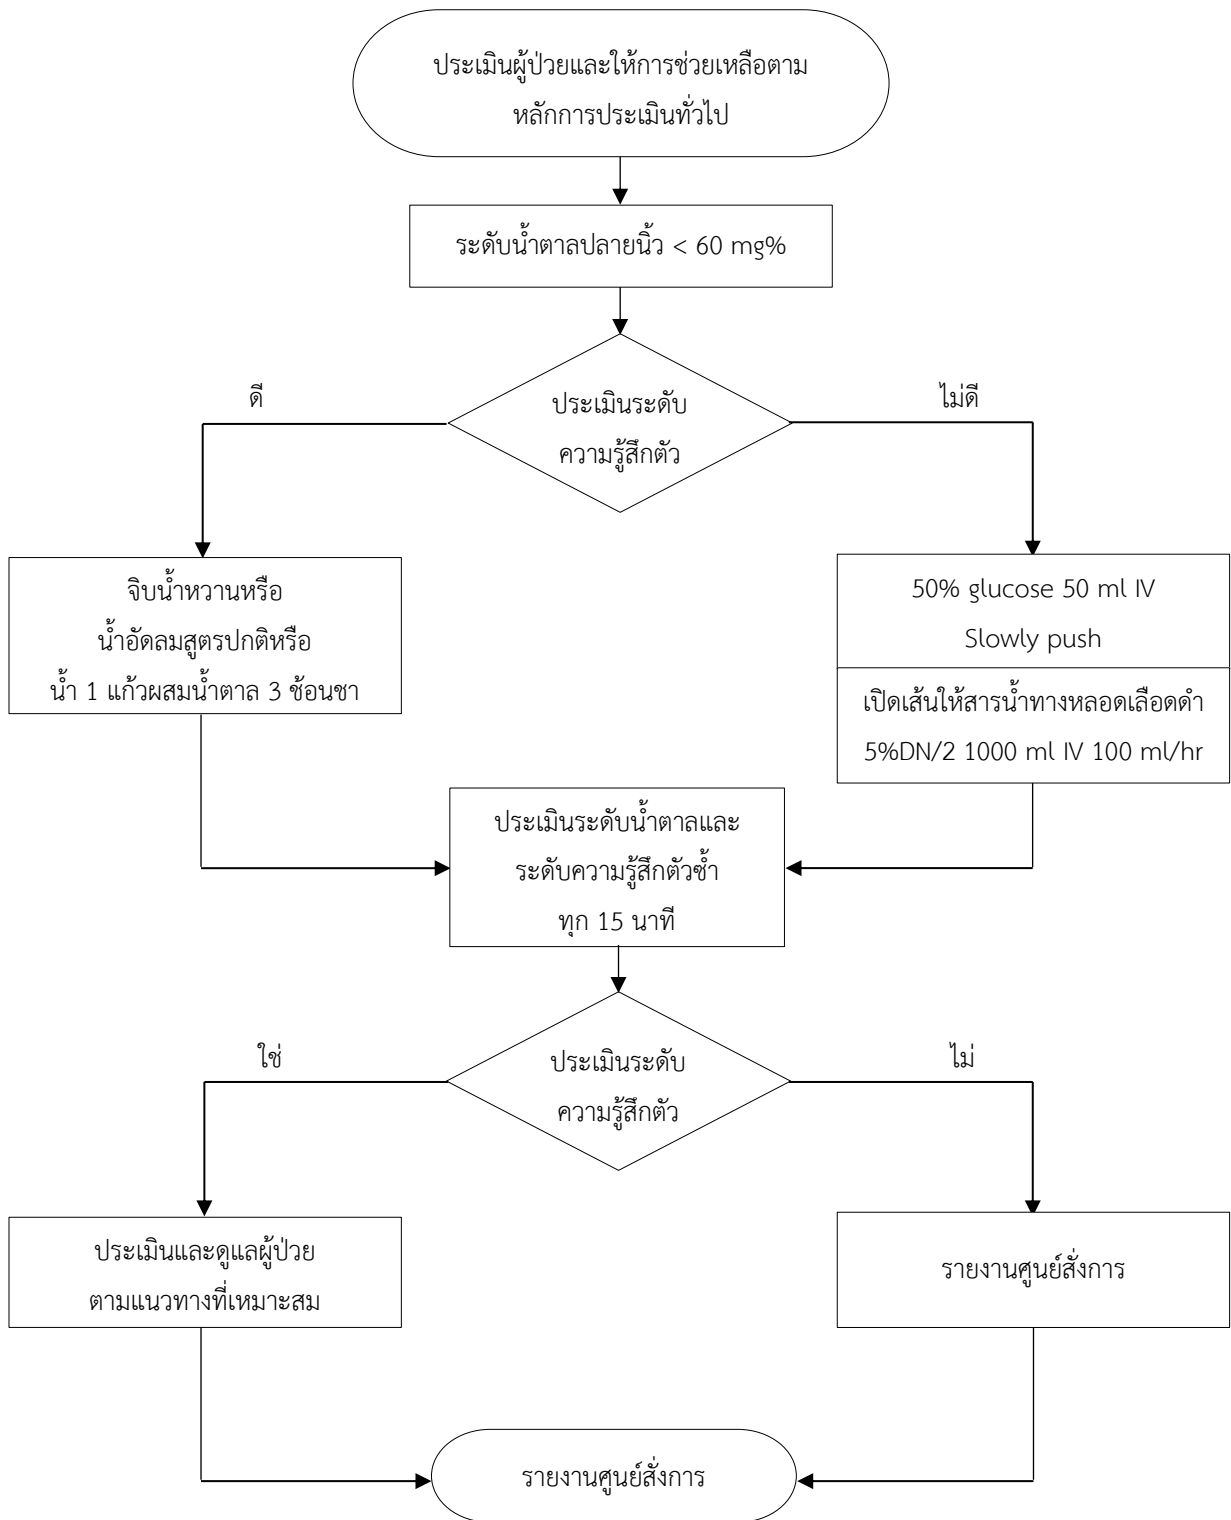 ประเมินผู้ป่วยและให้การช่วยเหลือตาม
หลักการประเมินทั่วไป
ระดับน้ำตาลปลายนิ้ว < 60 mg%
ดี
ไม่ดี
ประเมินระดับ
ความรู้สึกตัว
จิบน้ำหวานหรือ
น้ำอัดลมสูตรปกติหรือ
น้ำ 1 แก้วผสมน้ำตาล 3 ช้อนชา
50% glucose 50 ml IV
Slowly push
เปิดเส้นให้สารน้ำทางหลอดเลือดดำ
5%DN/2 1000 ml IV 100 ml/hr
ประเมินระดับน้ำตาลและ
ระดับความรู้สึกตัวซ้ำ
ทุก 15 นาที
ใช่
ไม่
ประเมินระดับ
ความรู้สึกตัว
ประเมินและดูแลผู้ป่วย
ตามแนวทางที่เหมาะสม
รายงานศูนย์สั่งการ
รายงานศูนย์สั่งการ